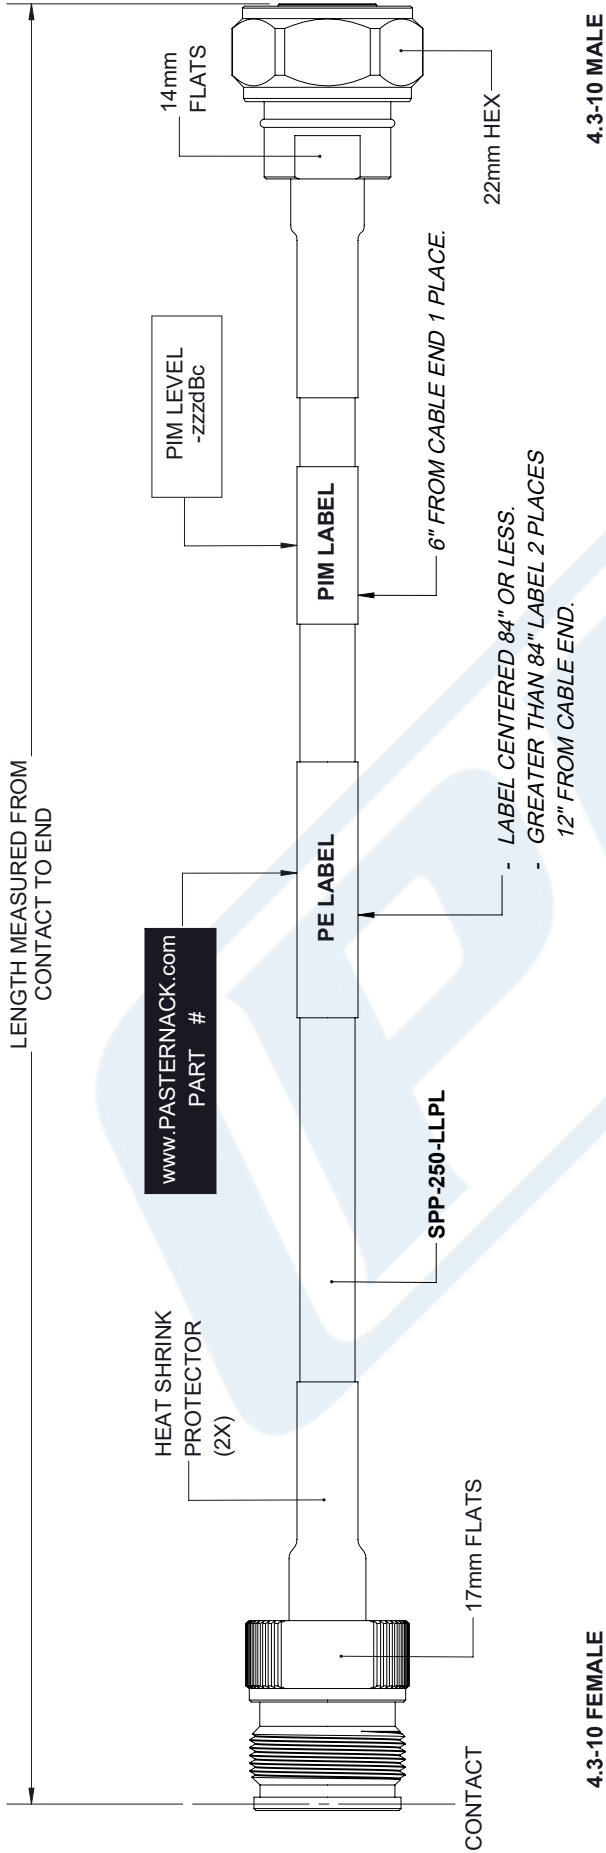 LENGTH MEASURED FROM
CONTACT TO END
HEAT SHRINK
PROTECTOR
(2X)
www.PASTERNACK.com
PART #
PIM LEVEL
-zzzdBc
14mm
FLATS
PE LABEL
PIM LABEL
CONTACT
17mm FLATS
SPP-250-LLPL
- LABEL CENTERED 84" OR LESS.
- GREATER THAN 84" LABEL 2 PLACES
12" FROM CABLE END.
6" FROM CABLE END 1 PLACE.
22mm HEX
4.3-10 FEMALE
4.3-10 MALE